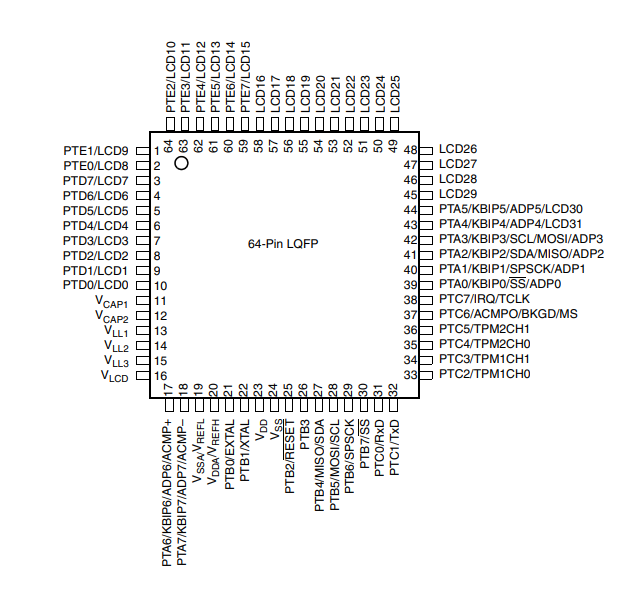 PTE2/LCD10
PTE3/LCD11
PTE4/LCD12
PTE5/LCD13
PTE6/LCD14
PTE7/LCD15
LCD16
LCD17
LCD18
LCD19
LCD20
LCD21
LCD22
LCD23
LCD24
LCD25
64 63 62 61 60 59 58 57 56 55 54 53 52 51 50 49
PTE1/LCD9 1
PTE0/LCD8 2
PTD7/LCD7 3
PTD6/LCD6 4
PTD5/LCD5 5
PTD4/LCD4 6
PTD3/LCD3 7
PTD2/LCD2 8
PTD1/LCD1 9
PTD0/LCD0 10
VCAP1 11
VCAP2 12
VLL1 13
VLL2 14
VLL3 15
VLCD 16
64-Pin LQFP
48 LCD26
47 LCD27
46 LCD28
45 LCD29
44 PTA5/KBIP5/ADP5/LCD30
43 PTA4/KBIP4/ADP4/LCD31
42 PTA3/KBIP3/SCL/MOSI/ADP3
41 PTA2/KBIP2/SDA/MISO/ADP2
40 PTA1/KBIP1/SPSCK/ADP1
39 PTA0/KBIP0/SS/ADP0
38 PTC7/IRQ/TCLK
37 PTC6/ACMPO/BKGD/MS
36 PTC5/TPM2CH1
35 PTC4/TPM2CH0
34 PTC3/TPM1CH1
33 PTC2/TPM1CH0
17 18 19 20 21 22 23 24 25 26 27 28 29 30 31 32
PTA6/KBIP6/ADP6/ACMP+
PTA7/KBIP7/ADP7/ACMP–
VSSA/VREFL
VDDA/VREFH
PTB0/EXTAL
PTB1/XTAL
VDD
VSS
PTB2/RESET
PTB3
PTB4/MISO/SDA
PTB5/MOSI/SCL
PTB6/SPSCK
PTB7/SS
PTC0/RxD
PTC1/TxD